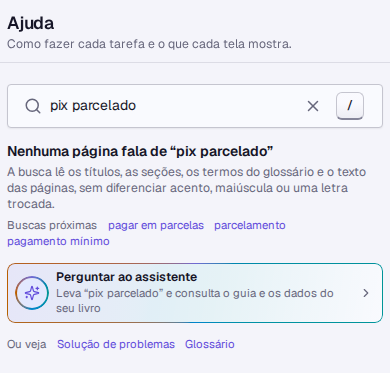 Ajuda
Como fazer cada tarefa e o que cada tela mostra.
pix parcelado
/
Nenhuma página fala de “pix parcelado”
A busca lê os títulos, as seções, os termos do glossário e o texto
das páginas, sem diferenciar acento, maiúscula ou uma letra
trocada.
Buscas próximas pagar em parcelas parcelamento
pagamento mínimo
Perguntar ao assistente
Leva “pix parcelado” e consulta o guia e os dados do
seu livro
Ou veja Solução de problemas Glossário